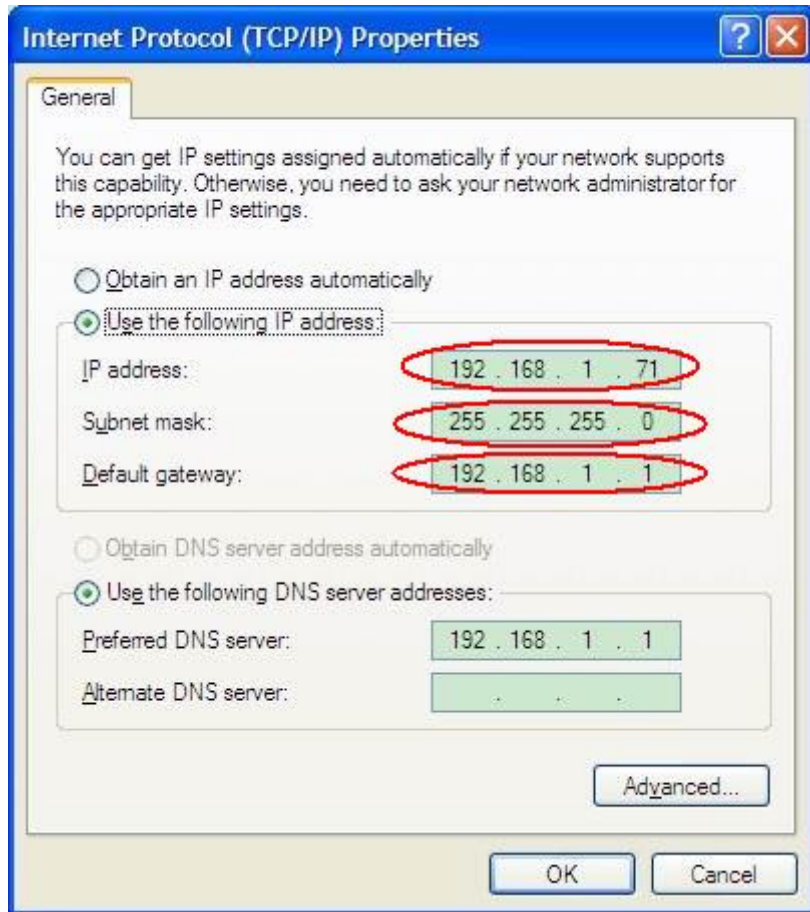 Internet Protocol (TCP/IP) Properties
General
You can get IP settings assigned automatically if your network supports
this capability. Otherwise, you need to ask your network administrator for
the appropriate IP settings.
Obtain an IP address automatically
Use the following IP address:
IP address: 192 . 168 . 1 . 71
Subnet mask: 255 . 255 . 255 . 0
Default gateway: 192 . 168 . 1 . 1
Obtain DNS server address automatically
Use the following DNS server addresses:
Preferred DNS server: 192 . 168 . 1 . 1
Alternate DNS server: . . .
Advanced...
OK Cancel